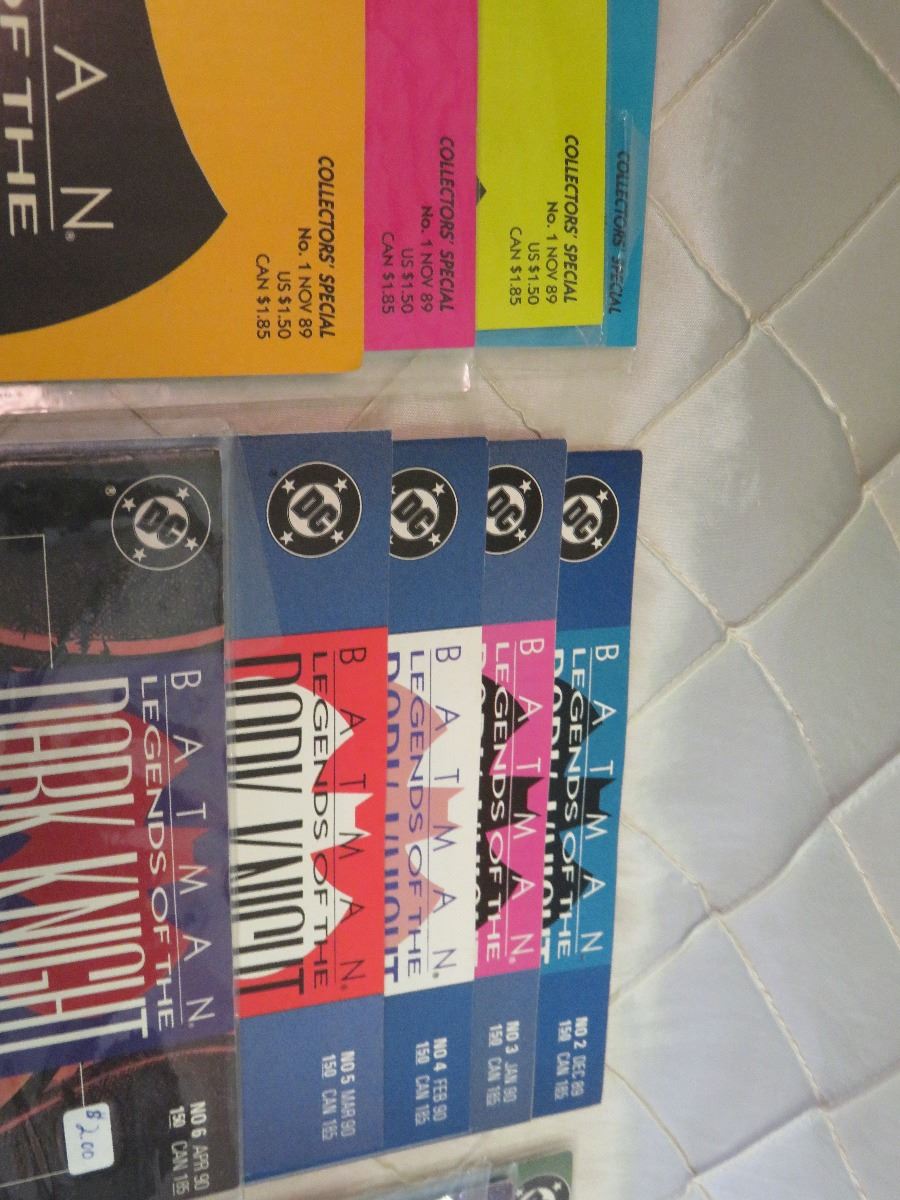 A N®
OF THE
COLLECTORS' SPECIAL
No. 1 NOV 89
US $1.50
CAN $1.85
COLLECTORS' SPECIAL
No. 1 NOV 89
US $1.50
CAN $1.85
COLLECTORS' SPECIAL
No. 1 NOV 89
US $1.50
CAN $1.85
COLLECTORS' SPECIAL
DC
BATMAN®
LEGENDS OF THE
DARK KNIGHT
NO 6 APR 90
150 CAN 185
$2.00
DC
BATMAN®
LEGENDS OF THE
DARK KNIGHT
NO 5 MAR 90
150 CAN 185
DC
BATMAN®
LEGENDS OF THE
DARK KNIGHT
NO 4 FEB 90
150 CAN 185
DC
BATMAN®
LEGENDS OF THE
NO 3 JAN 90
150 CAN 185
DC
BATMAN
LEGENDS OF THE
DARK KNIGHT
NO 2 DEC 89
150 CAN 185